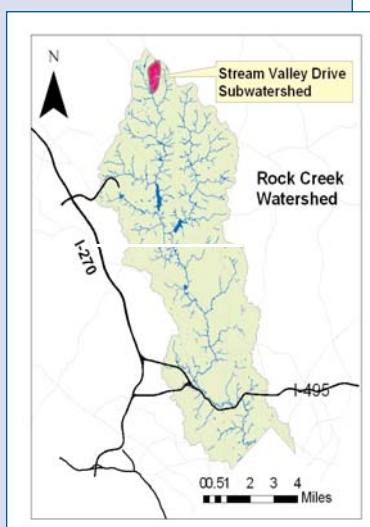 N
Stream Valley Drive
Subwatershed
Rock Creek
Watershed
I-270
I-495
00.51 2 3 4
Miles